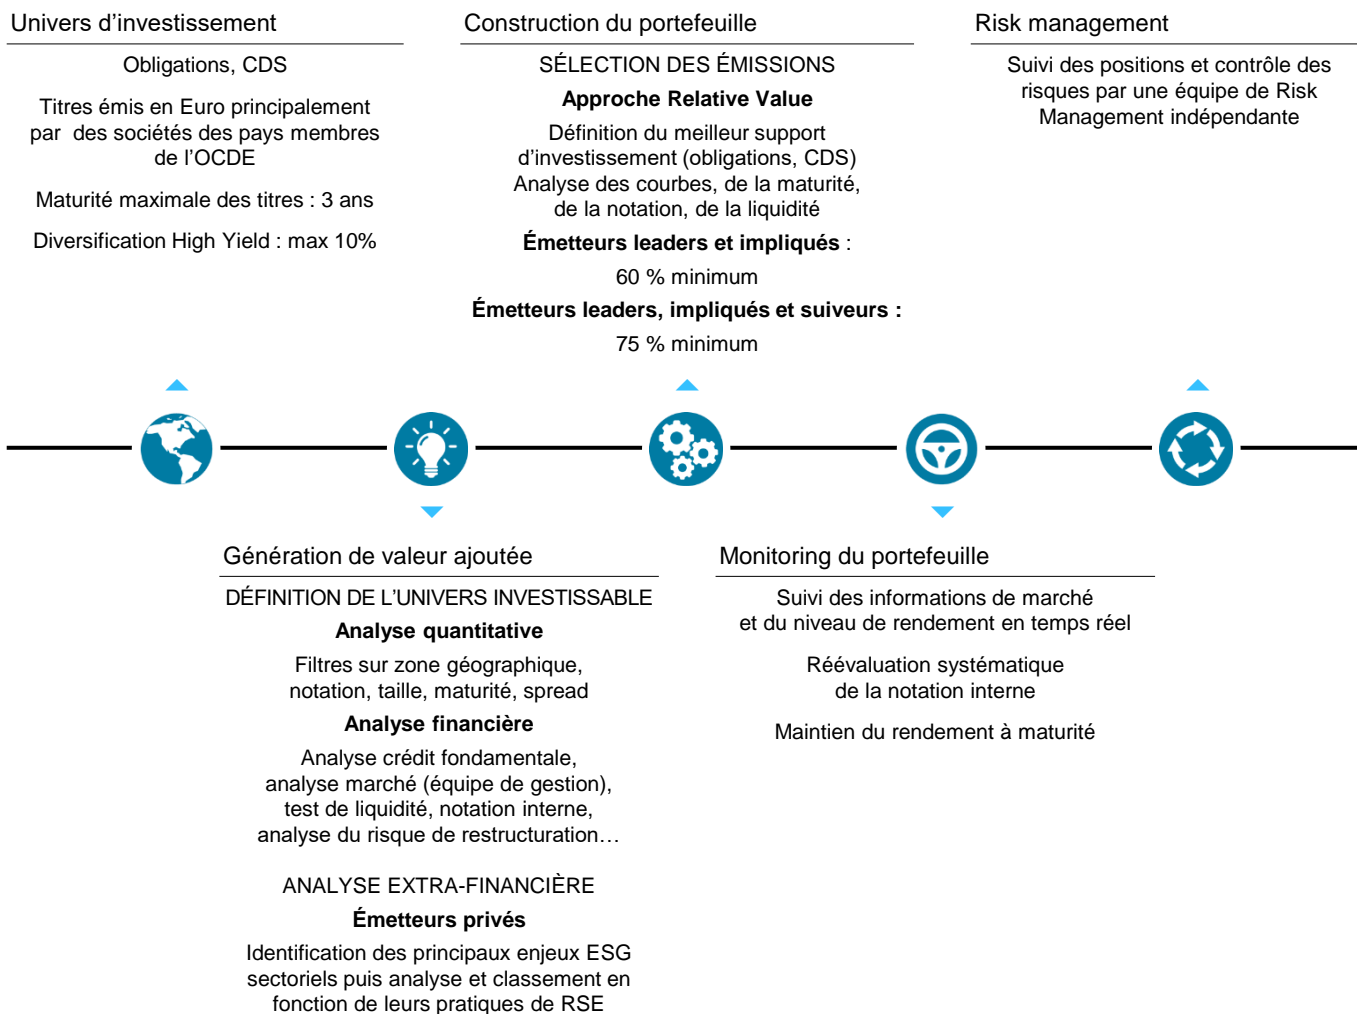 Univers d’investissement
Obligations, CDS
Titres émis en Euro principalement
par des sociétés des pays membres
de l’OCDE
Maturité maximale des titres : 3 ans
Diversification High Yield : max 10%
Construction du portefeuille
SÉLECTION DES ÉMISSIONS
Approche Relative Value
Définition du meilleur support
d’investissement (obligations, CDS)
Analyse des courbes, de la maturité,
de la notation, de la liquidité
Émetteurs leaders et impliqués :
60 % minimum
Émetteurs leaders, impliqués et suiveurs :
75 % minimum
Risk management
Suivi des positions et contrôle des
risques par une équipe de Risk
Management indépendante
Génération de valeur ajoutée
DÉFINITION DE L’UNIVERS INVESTISSABLE
Analyse quantitative
Filtres sur zone géographique,
notation, taille, maturité, spread
Analyse financière
Analyse crédit fondamentale,
analyse marché (équipe de gestion),
test de liquidité, notation interne,
analyse du risque de restructuration…
ANALYSE EXTRA-FINANCIÈRE
Émetteurs privés
Identification des principaux enjeux ESG
sectoriels puis analyse et classement en
fonction de leurs pratiques de RSE
Monitoring du portefeuille
Suivi des informations de marché
et du niveau de rendement en temps réel
Réévaluation systématique
de la notation interne
Maintien du rendement à maturité